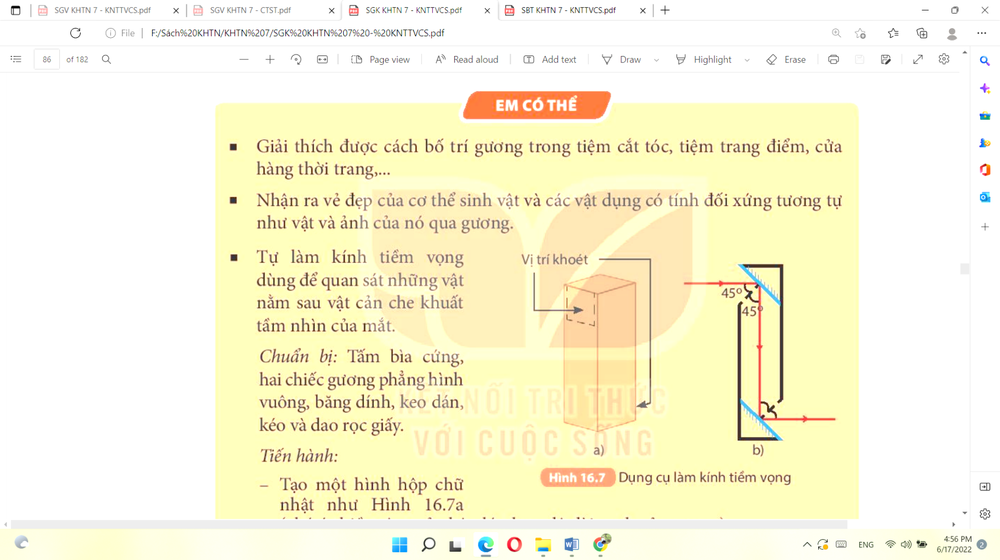 SGV KHTN 7 - KNTTVCS.pdf
SGV KHTN 7 - CTST.pdf
SGK KHTN 7 - KNTTVCS.pdf
SBT KHTN 7 - KNTTVCS.pdf
File
F:/Sách%20KHTN/KHTN%207/SGK%20KHTN%207%20-%20KNTTVCS.pdf
86 of 182
Page view
Read aloud
Add text
Draw
Highlight
Erase
EM CÓ THỂ
Giải thích được cách bố trí gương trong tiệm cắt tóc, tiệm trang điểm, cửa
hàng thời trang,...
Nhận ra vẻ đẹp của cơ thể sinh vật và các vật dụng có tính đối xứng tương tự
như vật và ảnh của nó qua gương.
Tự làm kính tiềm vọng
dùng để quan sát những vật
nằm sau vật cản che khuất
tầm nhìn của mắt.
Chuẩn bị: Tấm bìa cứng,
hai chiếc gương phẳng hình
vuông, băng dính, keo dán,
kéo và dao rọc giấy.
Tiến hành:
– Tạo một hình hộp chữ
nhật như Hình 16.7a
Vị trí khoét
45°
45°
a)
b)
Hình 16.7 Dụng cụ làm kính tiềm vọng
KẾT NỐI TRI THỨC
VỚI CUỘC SỐNG
ENG
4:56 PM
6/17/2022
2